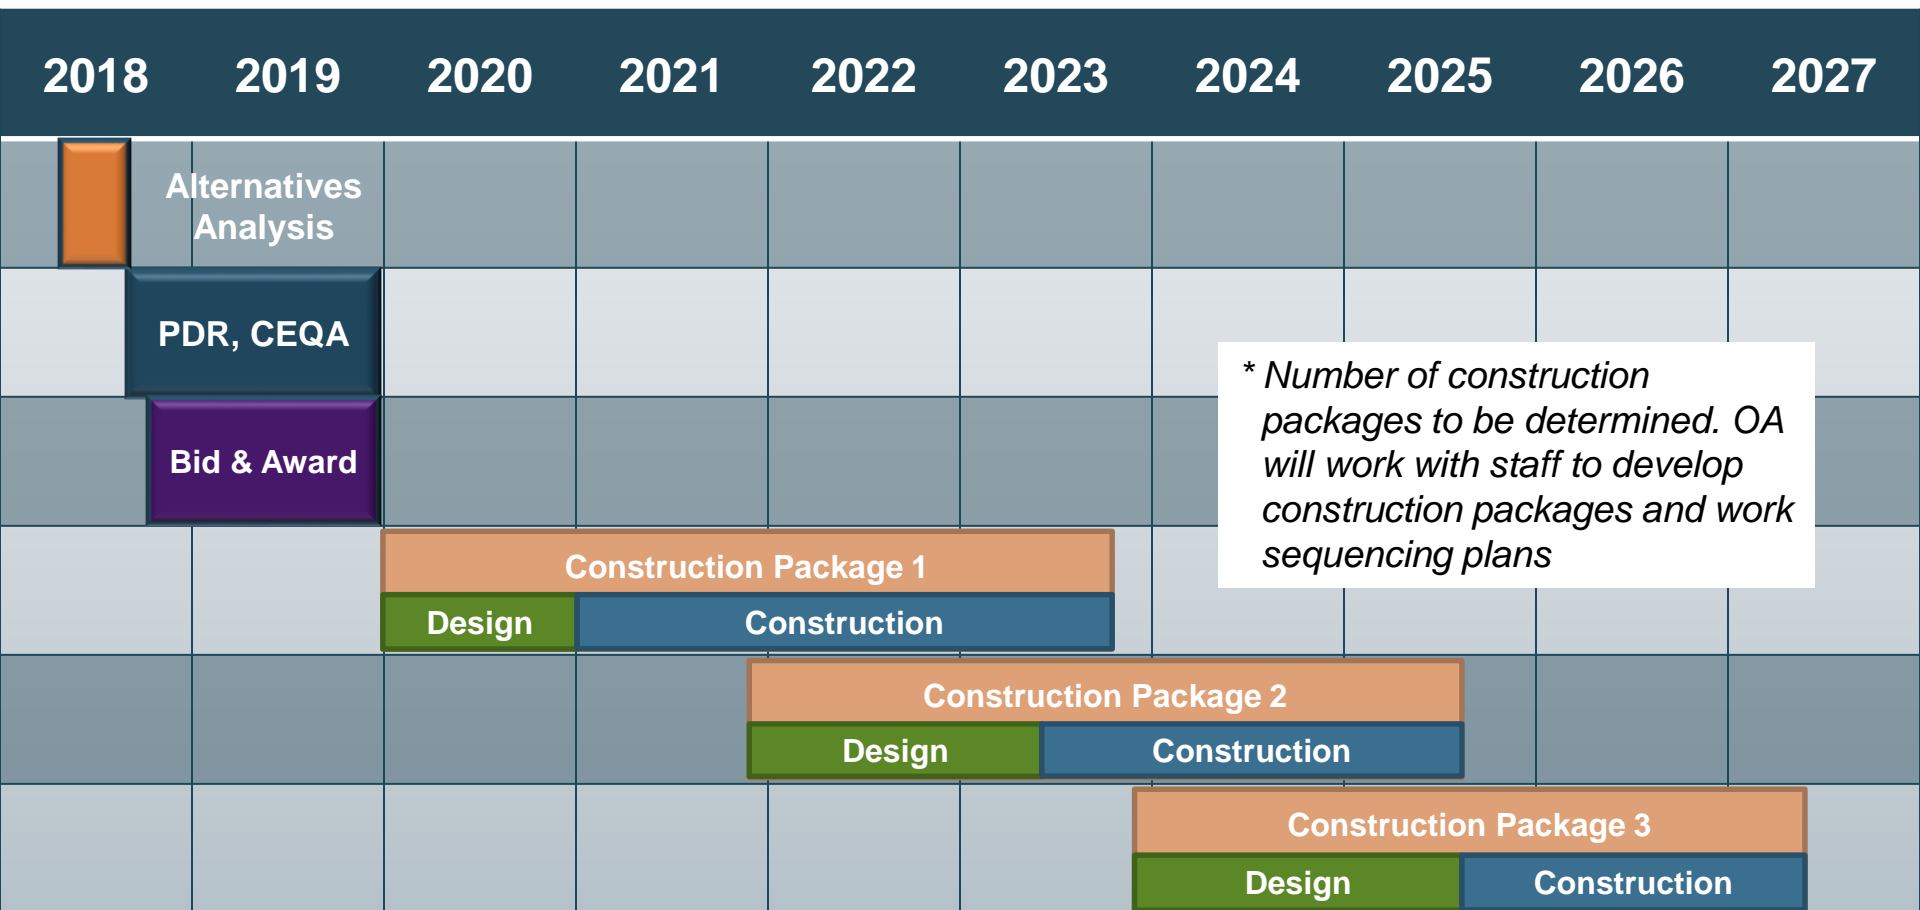 2018 2019 2020 2021 2022 2023 2024 2025 2026 2027
Alternatives
Analysis
PDR, CEQA
Bid & Award
* Number of construction
packages to be determined. OA
will work with staff to develop
construction packages and work
sequencing plans
Construction Package 1
Design Construction
Construction Package 2
Design Construction
Construction Package 3
Design Construction